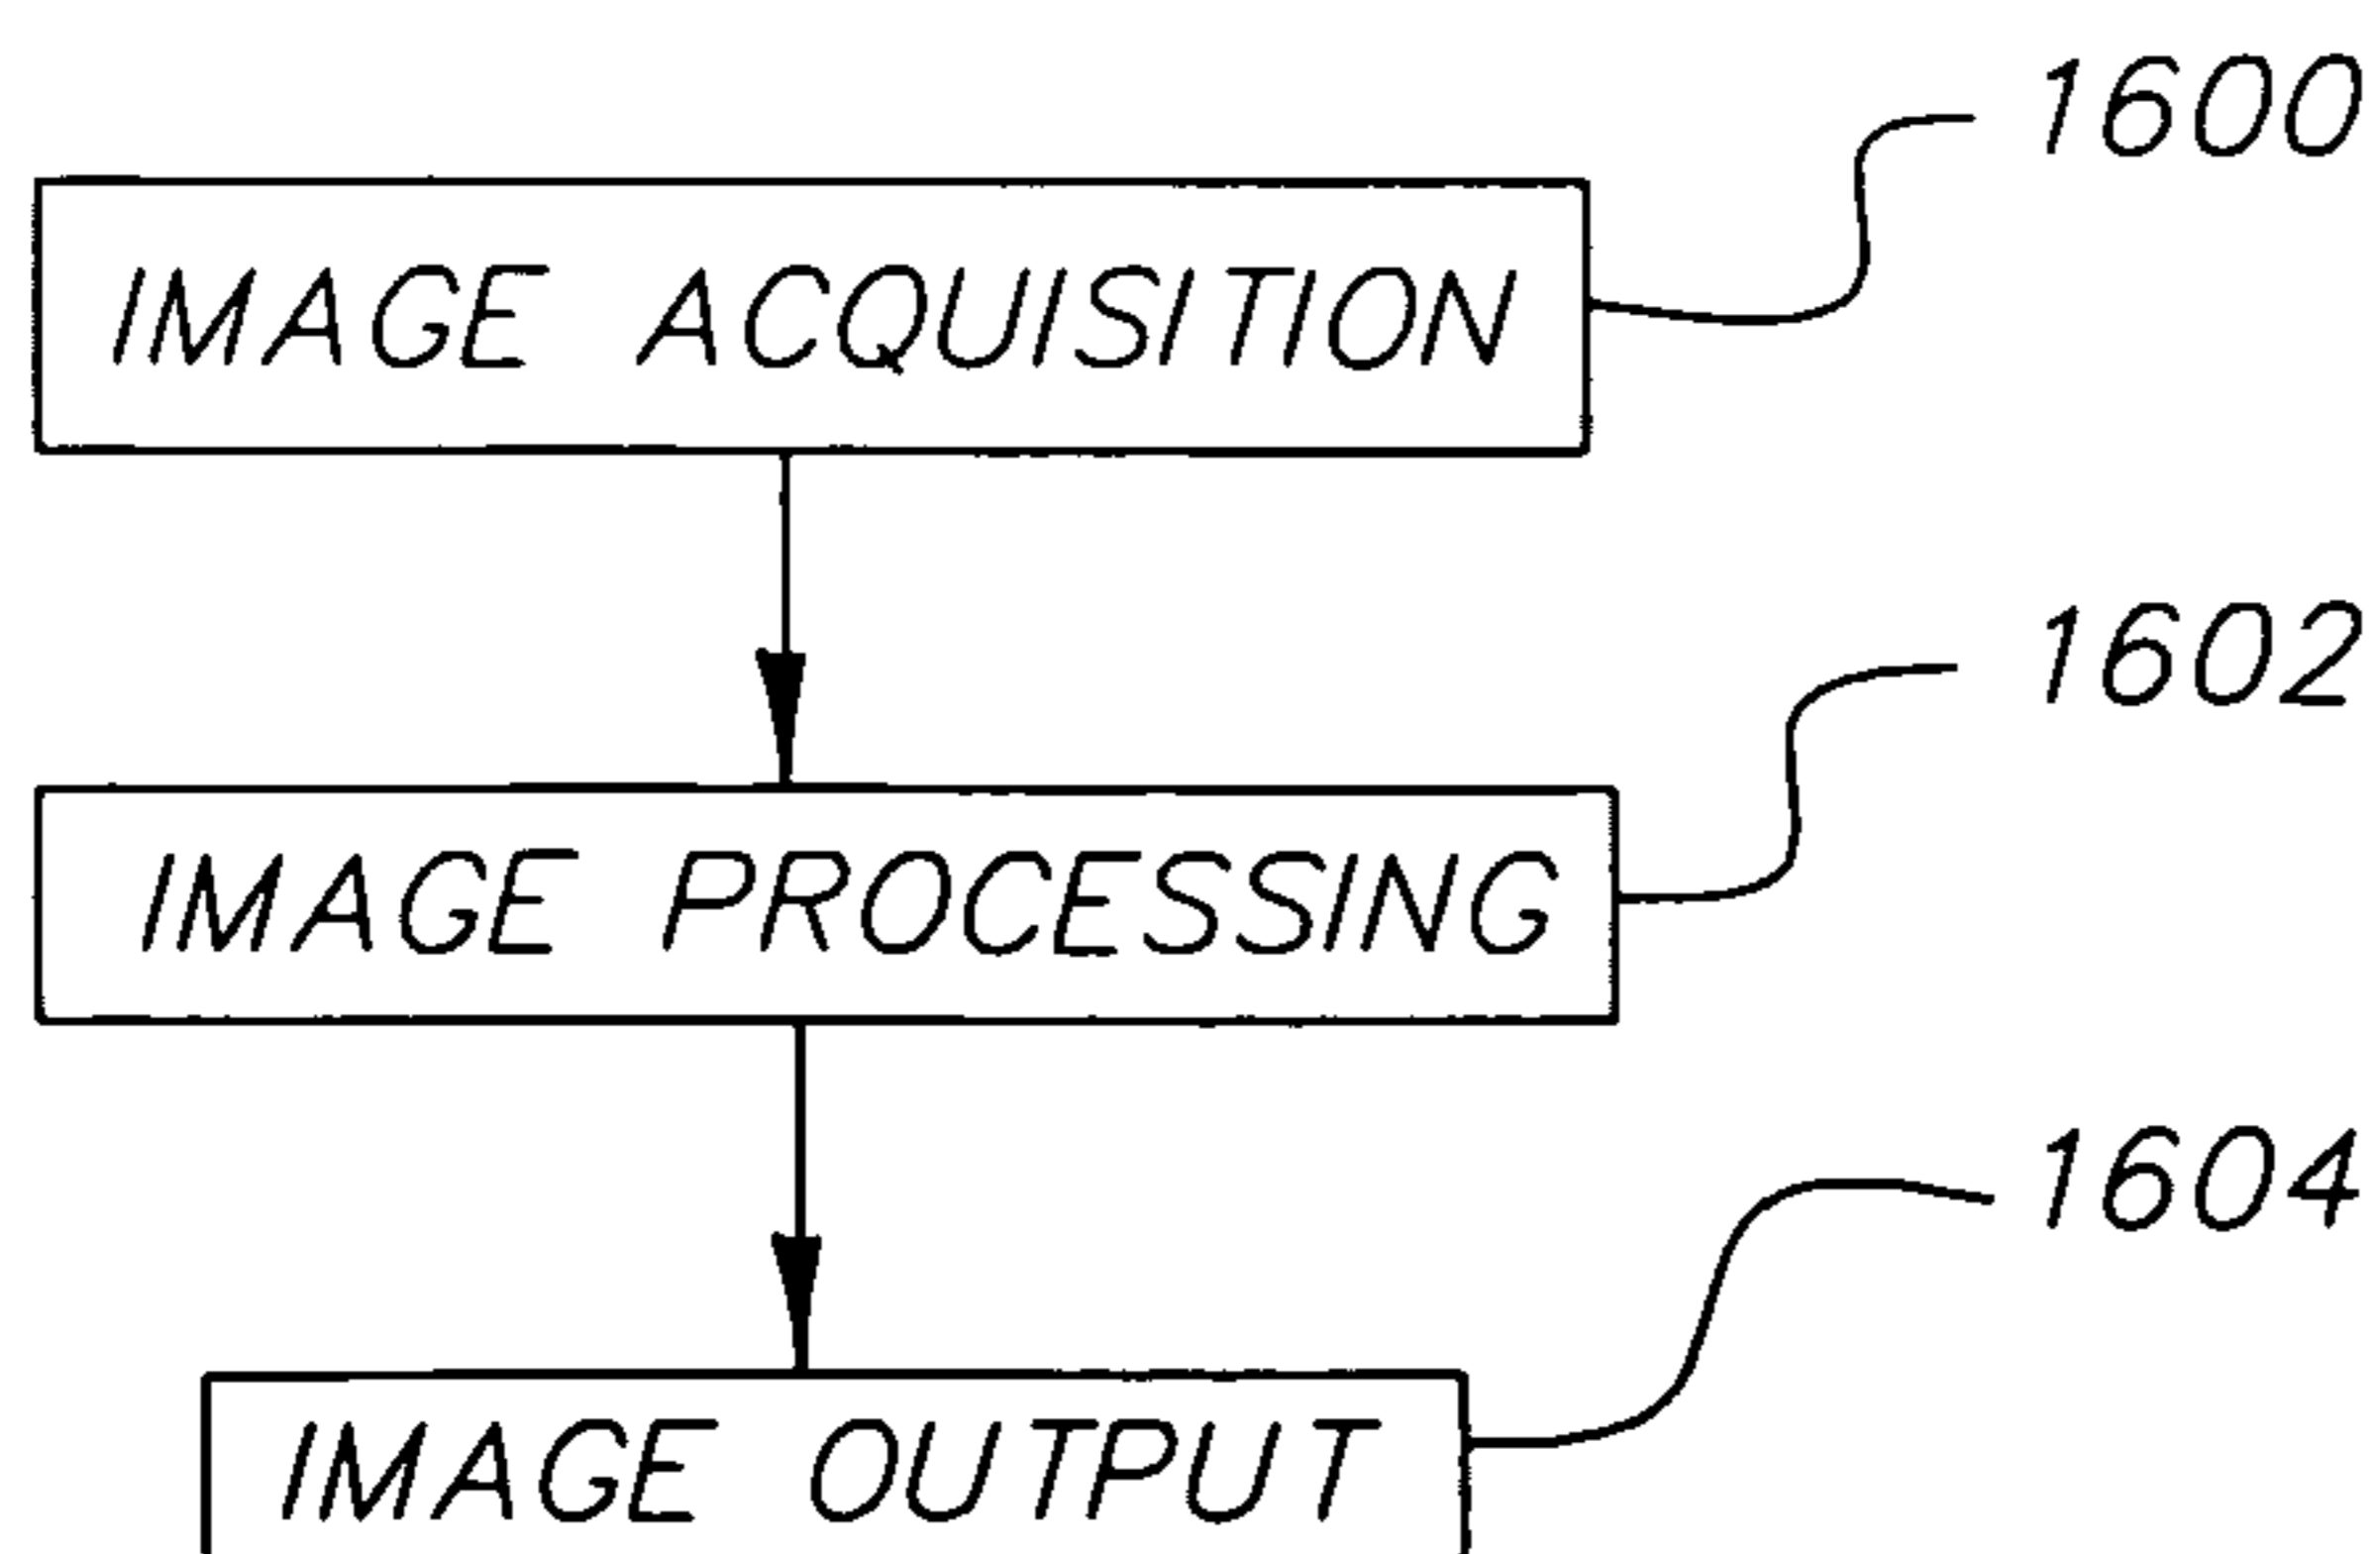 1600
IMAGE ACQUISITION
1602
IMAGE PROCESSING
1604
IMAGE OUTPUT